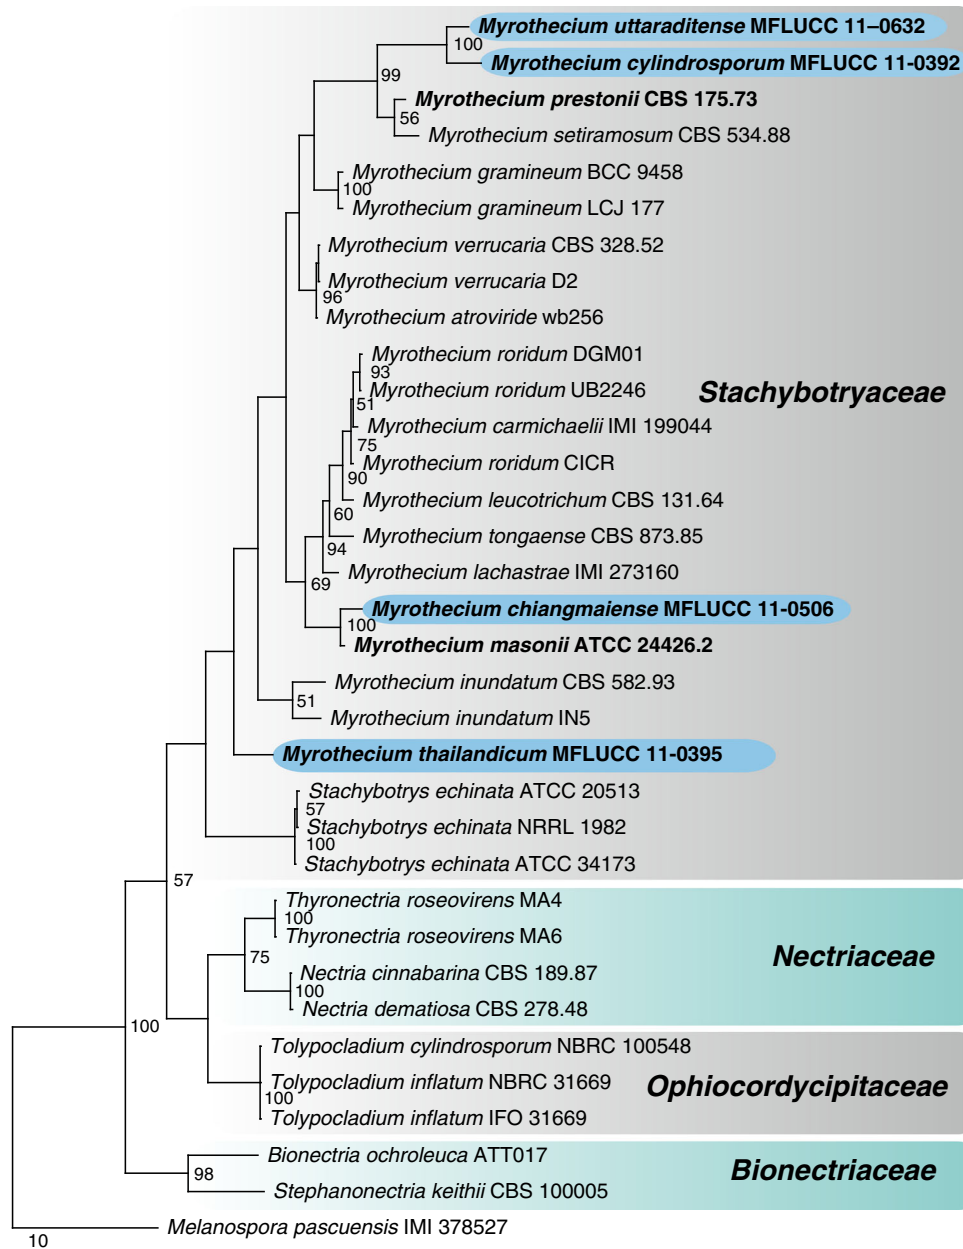 Myrothecium uttaraditense MFLUCC 11–0632
100
Myrothecium cylindrosporum MFLUCC 11-0392
99
Myrothecium prestonii CBS 175.73
56
Myrothecium setiramosum CBS 534.88
Myrothecium gramineum BCC 9458
100
Myrothecium gramineum LCJ 177
Myrothecium verrucaria CBS 328.52
Myrothecium verrucaria D2
96
Myrothecium atroviride wb256
Myrothecium roridum DGM01
93
Myrothecium roridum UB2246
Stachybotryaceae
51
Myrothecium carmichaelii IMI 199044
75
Myrothecium roridum CICR
90
Myrothecium leucotrichum CBS 131.64
60
Myrothecium tongaense CBS 873.85
94
Myrothecium lachastrae IMI 273160
69
Myrothecium chiangmaiense MFLUCC 11-0506
100
Myrothecium masonii ATCC 24426.2
Myrothecium inundatum CBS 582.93
51
Myrothecium inundatum IN5
Myrothecium thailandicum MFLUCC 11-0395
Stachybotrys echinata ATCC 20513
57
Stachybotrys echinata NRRL 1982
100
Stachybotrys echinata ATCC 34173
57
Thyronectria roseovirens MA4
100
Thyronectria roseovirens MA6
75
Nectriaceae
Nectria cinnabarina CBS 189.87
100
Nectria dematiosa CBS 278.48
100
Tolypocladium cylindrosporum NBRC 100548
Tolypocladium inflatum NBRC 31669
Ophiocordycipitaceae
100
Tolypocladium inflatum IFO 31669
Bionectria ochroleuca ATT017
98
Bionectriaceae
Stephanonectria keithii CBS 100005
Melanospora pascuensis IMI 378527
10